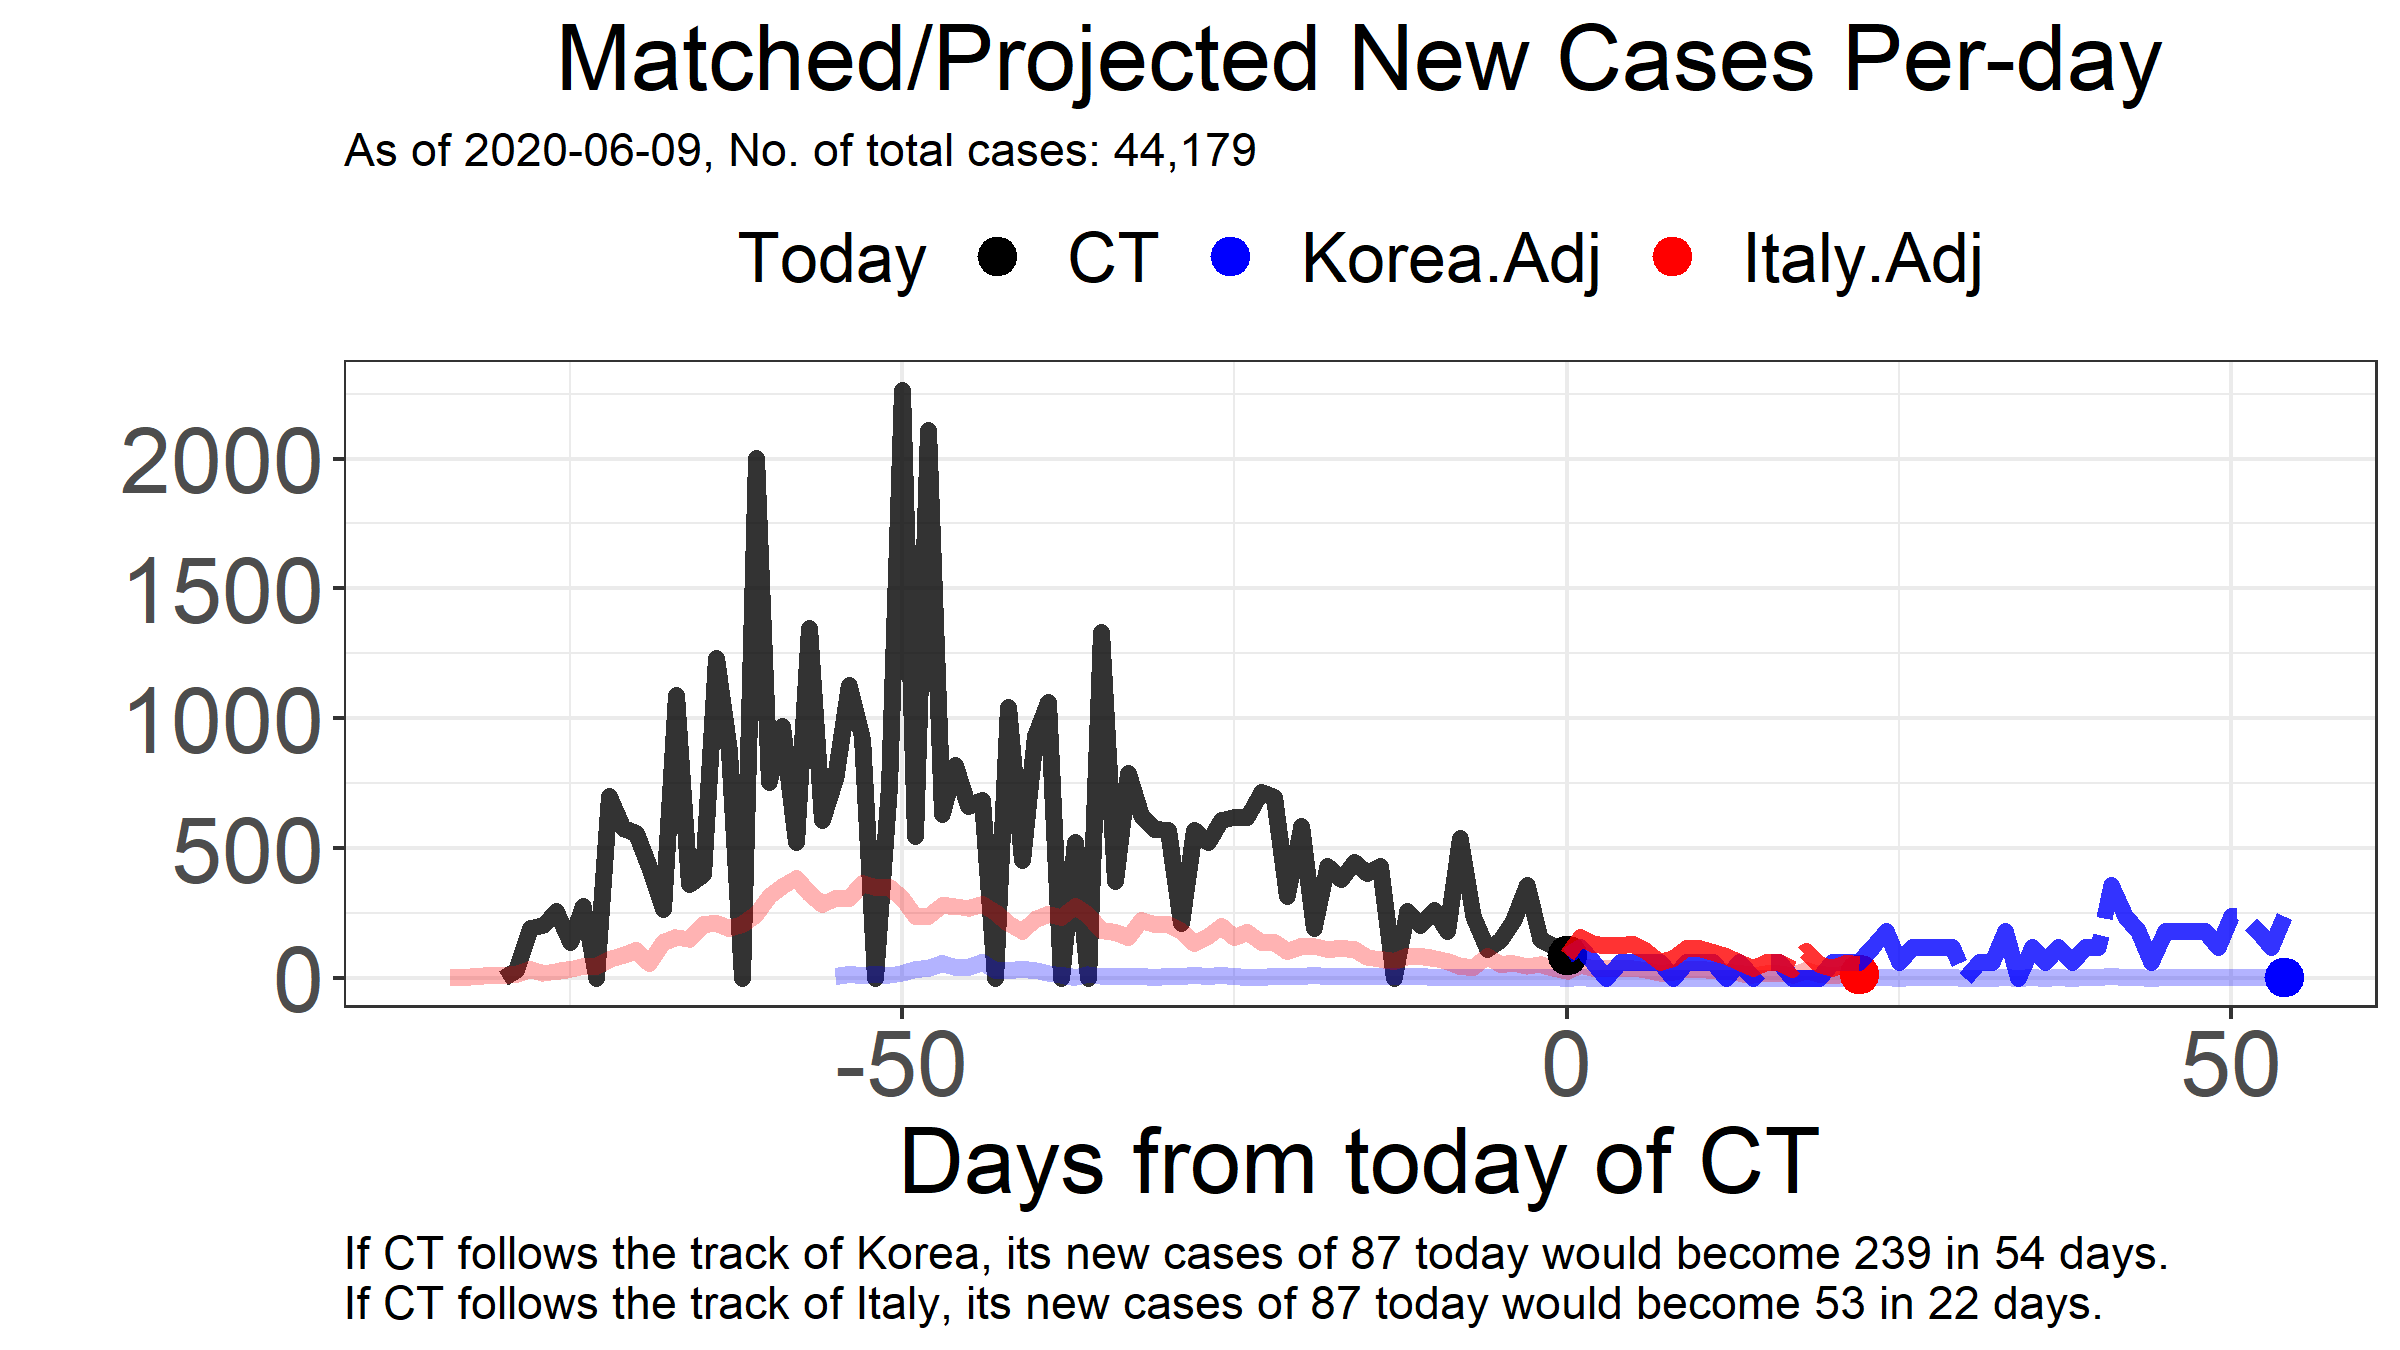 Matched/Projected New Cases Per-day
As of 2020-06-09, No. of total cases: 44,179
Today CT Korea.Adj Italy.Adj
2000
1500
1000
500
0
-50 0 50
Days from today of CT
If CT follows the track of Korea, its new cases of 87 today would become 239 in 54 days.
If CT follows the track of Italy, its new cases of 87 today would become 53 in 22 days.